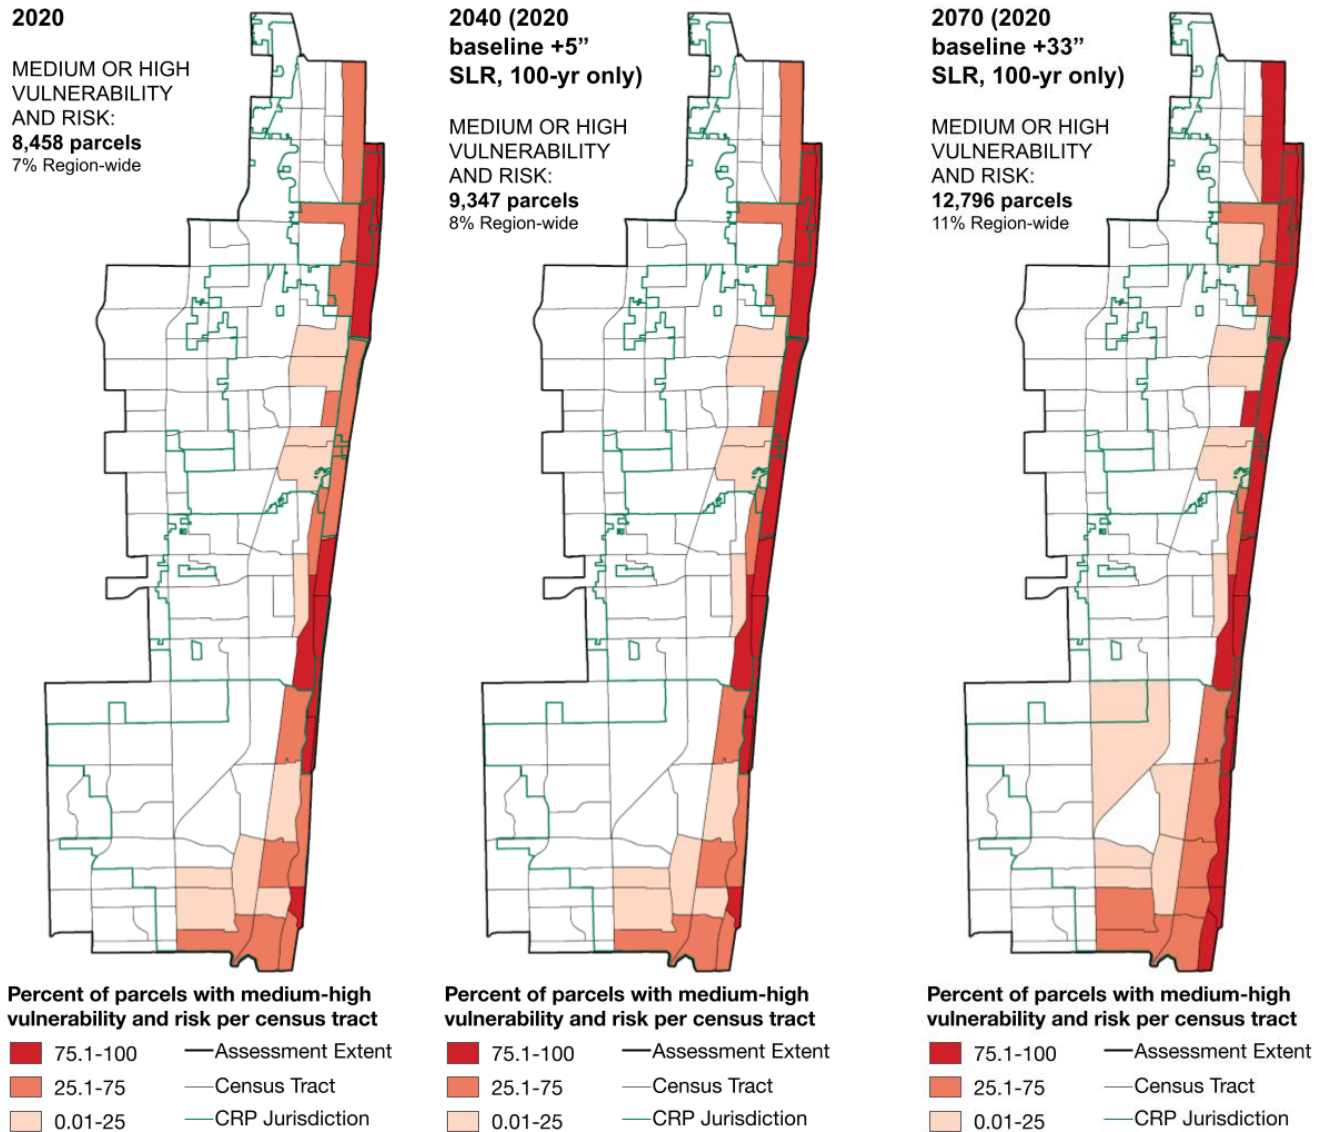 2020
MEDIUM OR HIGH
VULNERABILITY
AND RISK:
8,458 parcels
7% Region-wide
2040 (2020
baseline +5”
SLR, 100-yr only)
MEDIUM OR HIGH
VULNERABILITY
AND RISK:
9,347 parcels
8% Region-wide
2070 (2020
baseline +33”
SLR, 100-yr only)
MEDIUM OR HIGH
VULNERABILITY
AND RISK:
12,796 parcels
11% Region-wide
Percent of parcels with medium-high
vulnerability and risk per census tract
75.1-100
Assessment Extent
25.1-75
Census Tract
0.01-25
CRP Jurisdiction
Percent of parcels with medium-high
vulnerability and risk per census tract
75.1-100
Assessment Extent
25.1-75
Census Tract
0.01-25
CRP Jurisdiction
Percent of parcels with medium-high
vulnerability and risk per census tract
75.1-100
Assessment Extent
25.1-75
Census Tract
0.01-25
CRP Jurisdiction